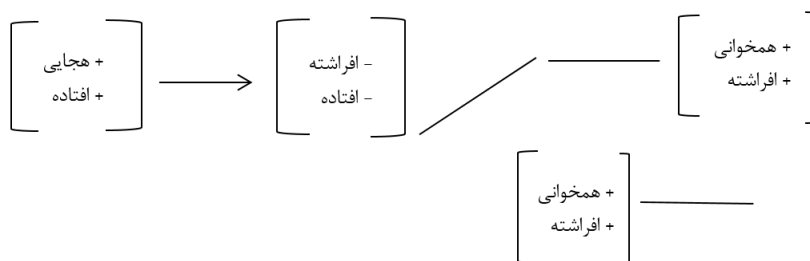 + هجایی
+ افتاده
– افراشته
– افتاده
+ همخوانی
+ افراشته
+ همخوانی
+ افراشته